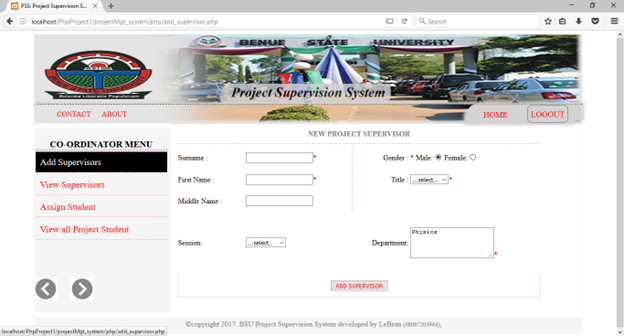 PSS: Project Supervision S...
localhost/PhpProject1/projectMgt_system/php/add_supervisor.php
Search
BENUE STATE UNIVERSITY
Project Supervision System
CONTACT ABOUT
HOME LOGOUT
CO-ORDINATOR MENU
Add Supervisors
View Supervisors
Assign Student
View all Project Student
NEW PROJECT SUPERVISOR
Surname : *
Gender : * Male: Female:
First Name : *
Title : ...select... *
Middle Name :
Session: ...select..
Department: Physics *
ADD SUPERVISOR
localhost/PhpProject1/projectMgt_system/php/add_supervisor.php
©copyright 2017. BSU Project Supervision System developed by LeBrun (08067203944),